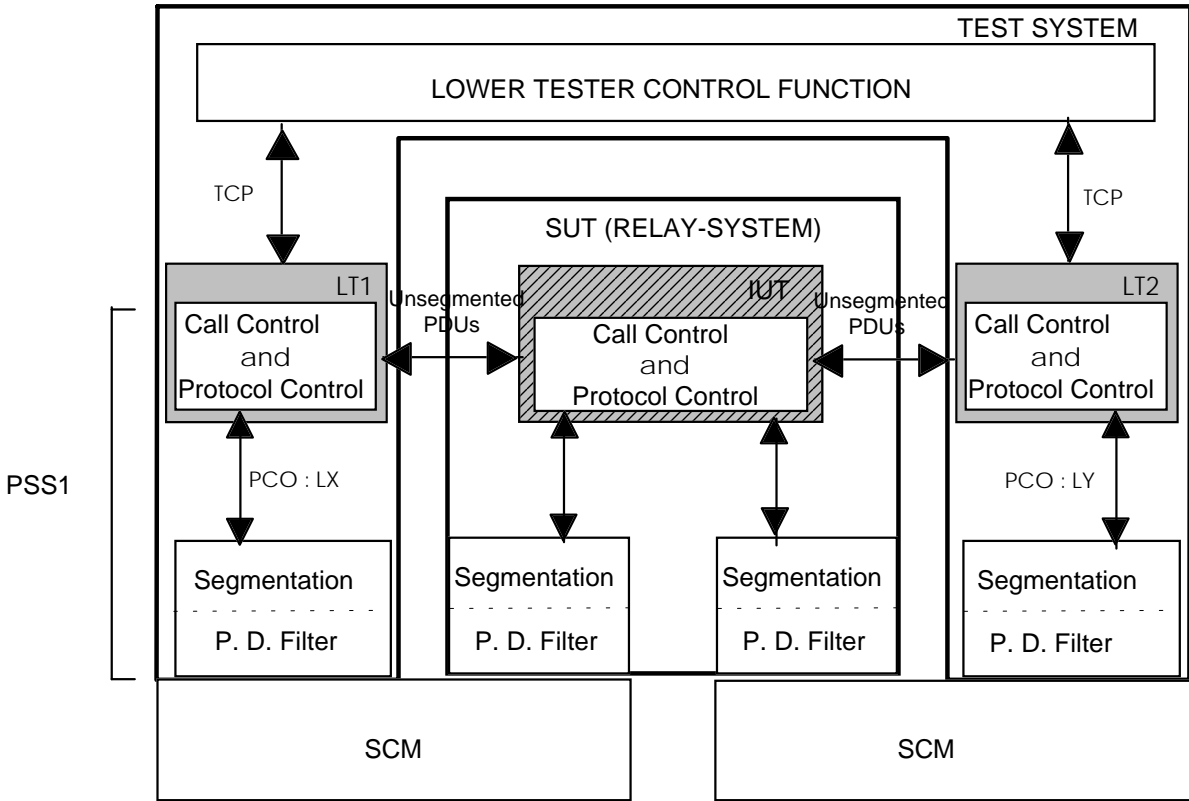 TEST SYSTEM
LOWER TESTER CONTROL FUNCTION
TCP
TCP
SUT (RELAY-SYSTEM)
LT1
Unsegmented
PDUs
IUT
Unsegmented
PDUs
LT2
Call Control
and
Protocol Control
Call Control
and
Protocol Control
Call Control
and
Protocol Control
PSS1
PCO : LX
PCO : LY
Segmentation
P. D. Filter
Segmentation
P. D. Filter
Segmentation
P. D. Filter
Segmentation
P. D. Filter
SCM
SCM